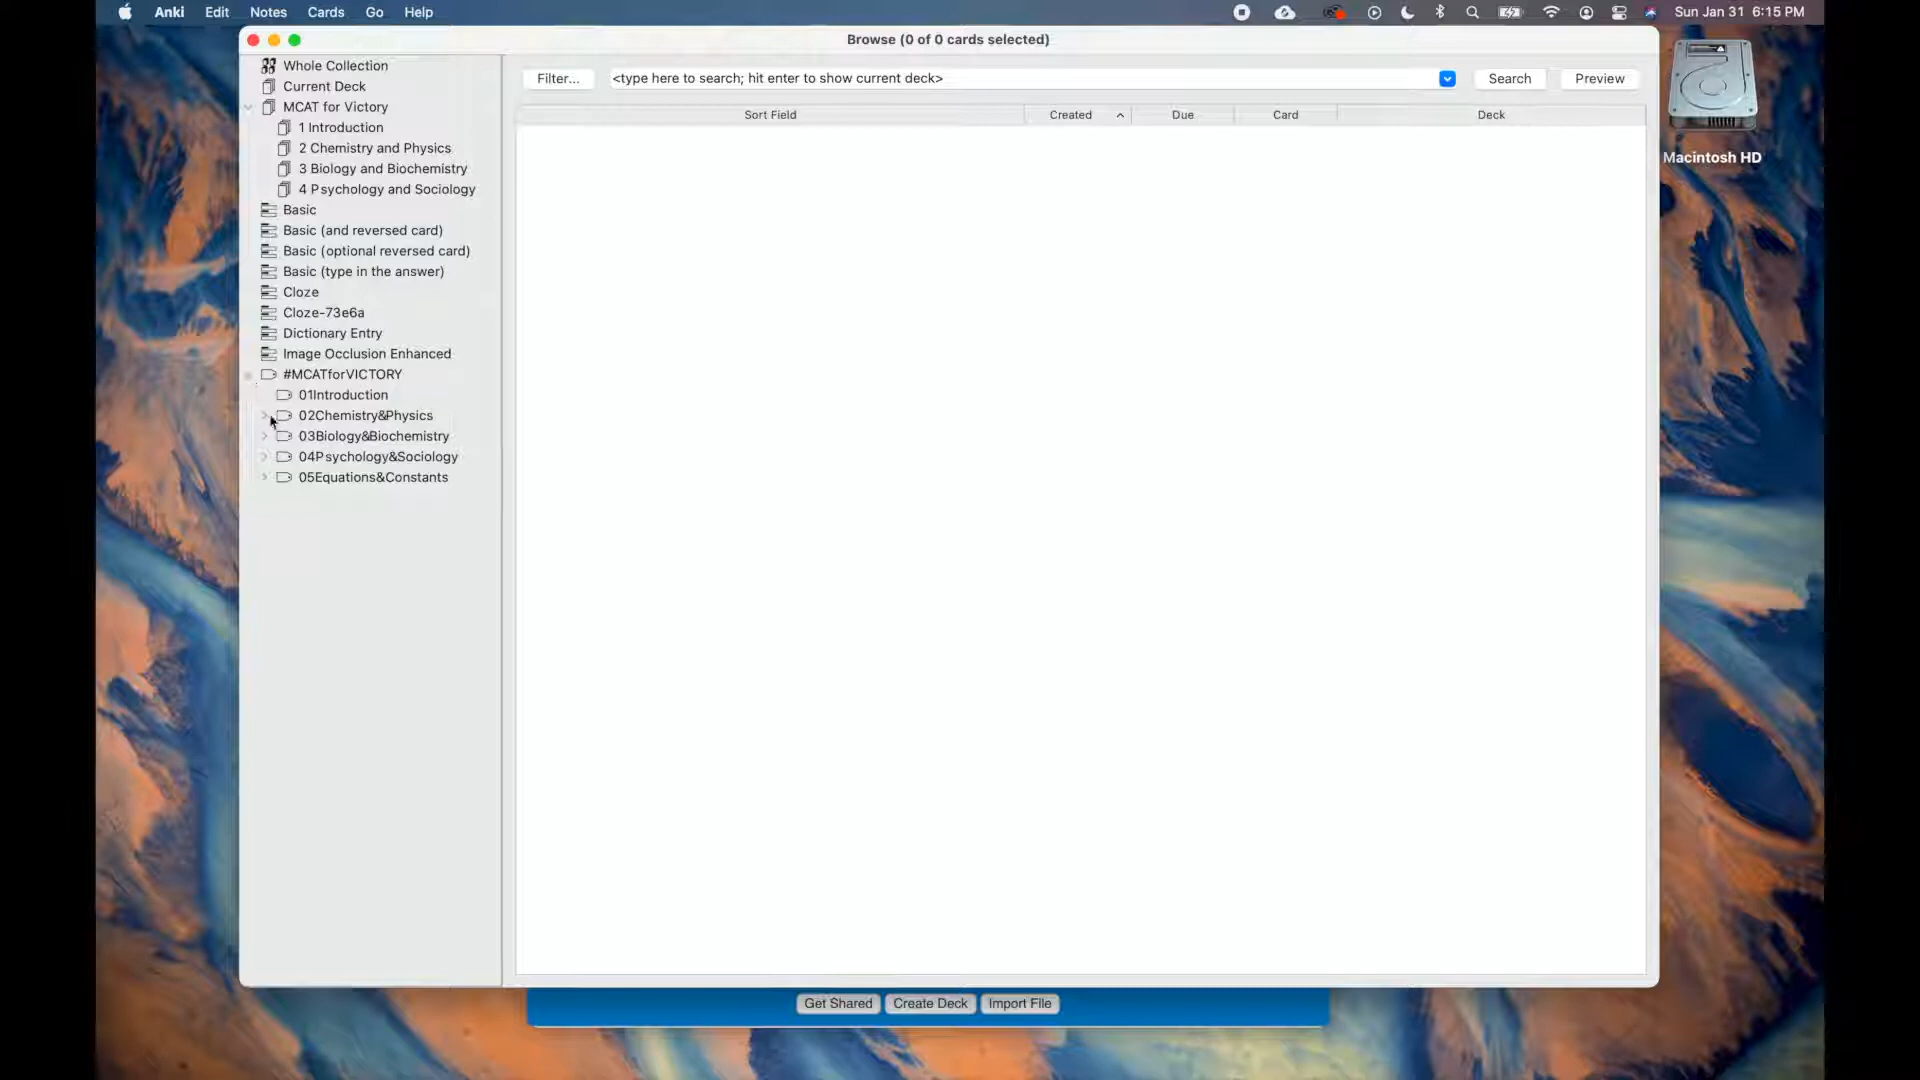 Anki Edit Notes Cards Go Help
Sun Jan 31 6:15 PM
Browse (0 of 0 cards selected)
Whole Collection
Current Deck
MCAT for Victory
1 Introduction
2 Chemistry and Physics
3 Biology and Biochemistry
4 Psychology and Sociology
Basic
Basic (and reversed card)
Basic (optional reversed card)
Basic (type in the answer)
Cloze
Cloze-73e6a
Dictionary Entry
Image Occlusion Enhanced
#MCATforVICTORY
01Introduction
02Chemistry&Physics
03Biology&Biochemistry
04Psychology&Sociology
05Equations&Constants
Filter... <type here to search; hit enter to show current deck> Search Preview
Sort Field Created Due Card Deck
Macintosh HD
Get Shared Create Deck Import File